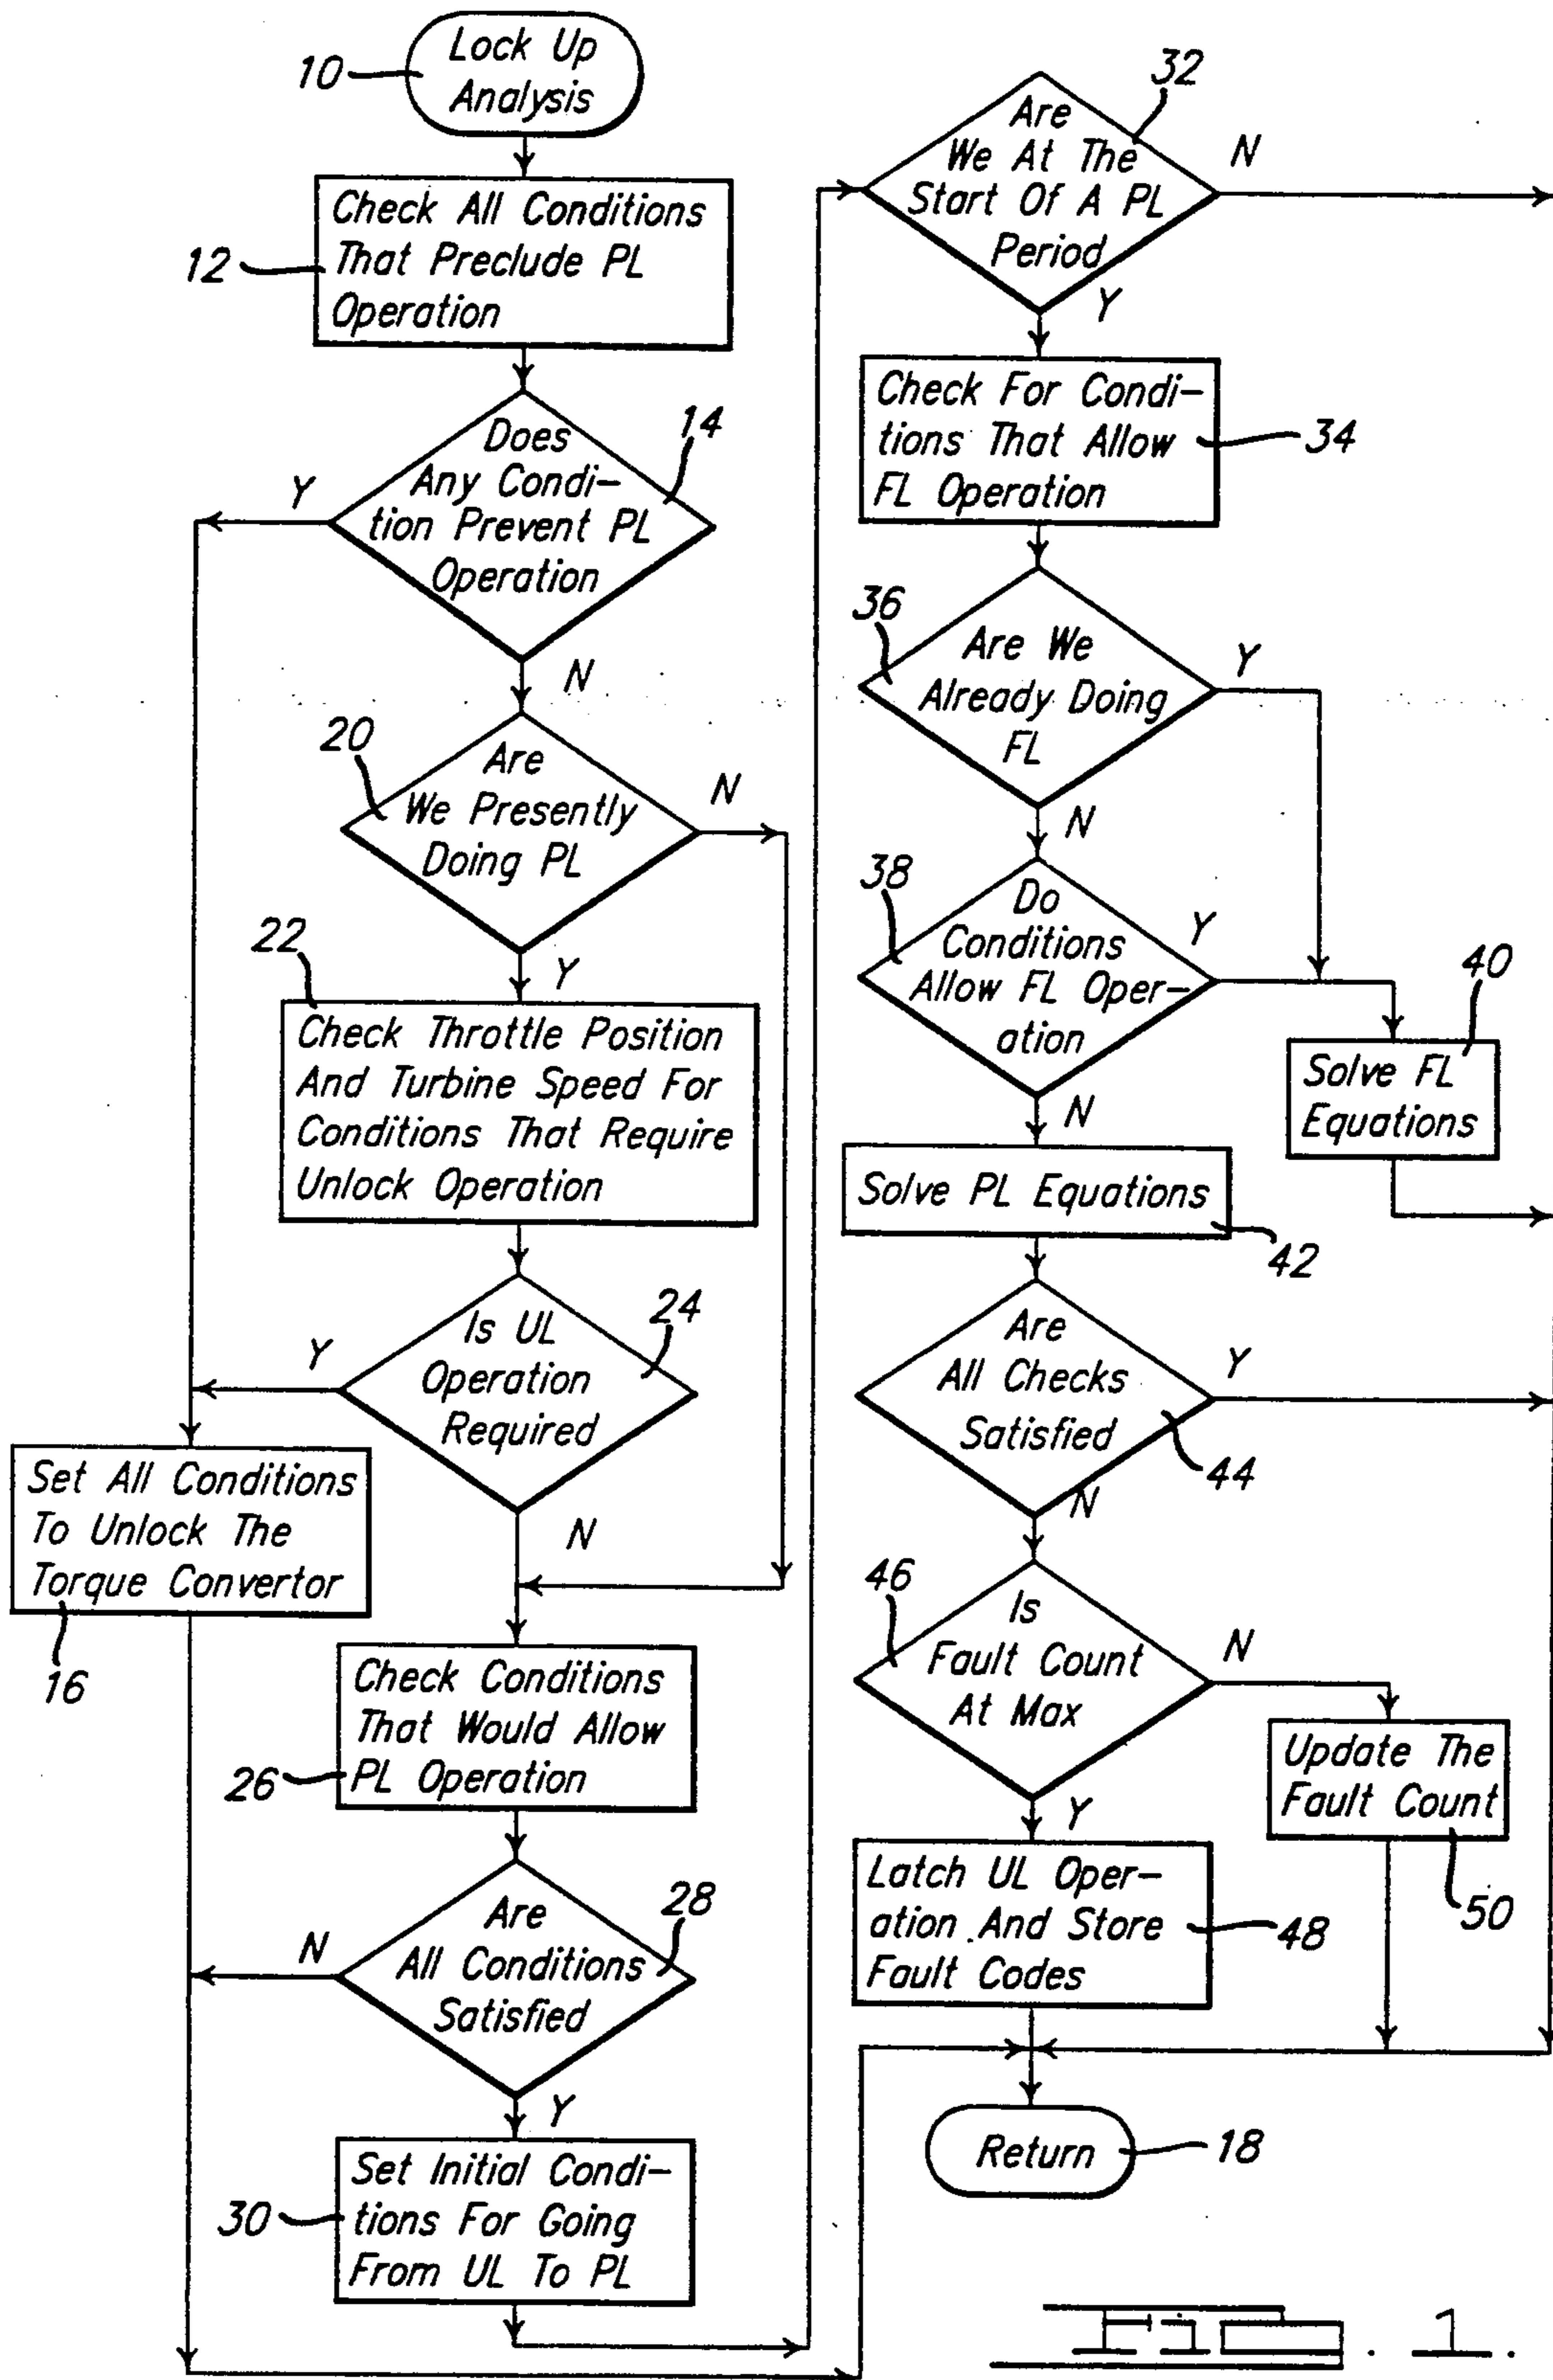 10
Lock Up
Analysis
12
Check All Conditions
That Preclude PL
Operation
14
Does
Any Condi-
tion Prevent PL
Operation
Y
N
20
Are
We Presently
Doing PL
N
Y
22
Check Throttle Position
And Turbine Speed For
Conditions That Require
Unlock Operation
24
Is UL
Operation
Required
Y
N
Set All Conditions
To Unlock The
Torque Convertor
16
Check Conditions
That Would Allow
PL Operation
26
28
Are
All Conditions
Satisfied
N
Y
Set Initial Condi-
tions For Going
From UL To PL
30
32
Are
We At The
Start Of A PL
Period
N
Y
Check For Condi-
tions That Allow
FL Operation
34
36
Are We
Already Doing
FL
Y
N
38
Do
Conditions
Allow FL Oper-
ation
Y
N
40
Solve FL
Equations
Solve PL Equations
42
Are
All Checks
Satisfied
44
Y
N
46
Is
Fault Count
At Max
N
Y
Update The
Fault Count
50
Latch UL Oper-
ation And Store
Fault Codes
48
Return
18
FIG. 1.